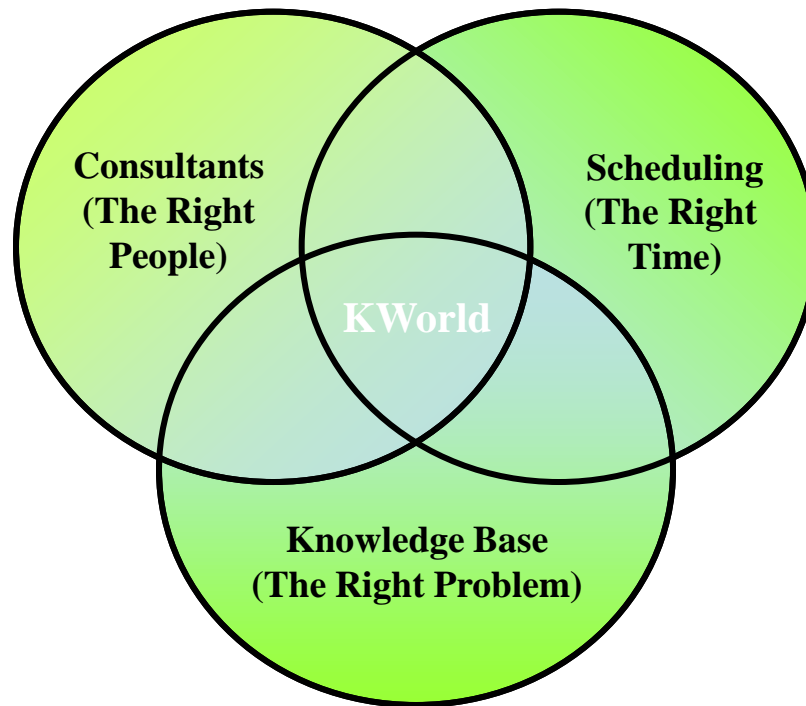 Consultants
(The Right
People)
Scheduling
(The Right
Time)
KWorld
Knowledge Base
(The Right Problem)